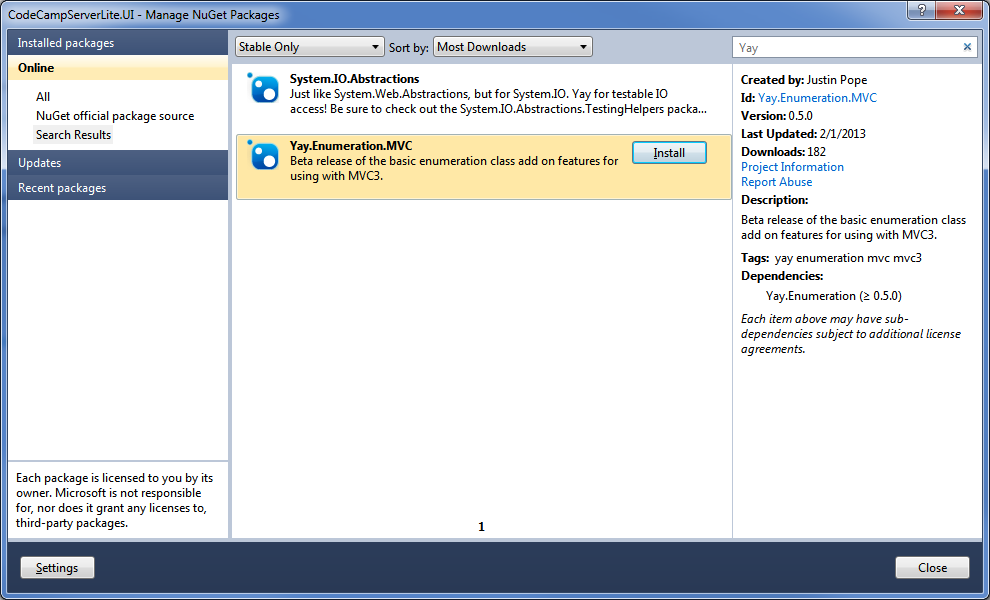 CodeCampServerLite.UI - Manage NuGet Packages
?
Installed packages
Online
All
NuGet official package source
Search Results
Updates
Recent packages
Each package is licensed to you by its
owner. Microsoft is not responsible
for, nor does it grant any licenses to,
third-party packages.
Stable Only
Sort by:
Most Downloads
System.IO.Abstractions
Just like System.Web.Abstractions, but for System.IO. Yay for testable IO
access! Be sure to check out the System.IO.Abstractions.TestingHelpers packa...
Yay.Enumeration.MVC
Beta release of the basic enumeration class add on features for
using with MVC3.
Install
1
Yay
Created by: Justin Pope
Id: Yay.Enumeration.MVC
Version: 0.5.0
Last Updated: 2/1/2013
Downloads: 182
Project Information
Report Abuse
Description:
Beta release of the basic enumeration class
add on features for using with MVC3.
Tags: yay enumeration mvc mvc3
Dependencies:
Yay.Enumeration (≥ 0.5.0)
Each item above may have sub-
dependencies subject to additional license
agreements.
Settings
Close